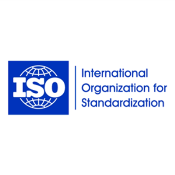 ISO
International
Organization for
Standardization